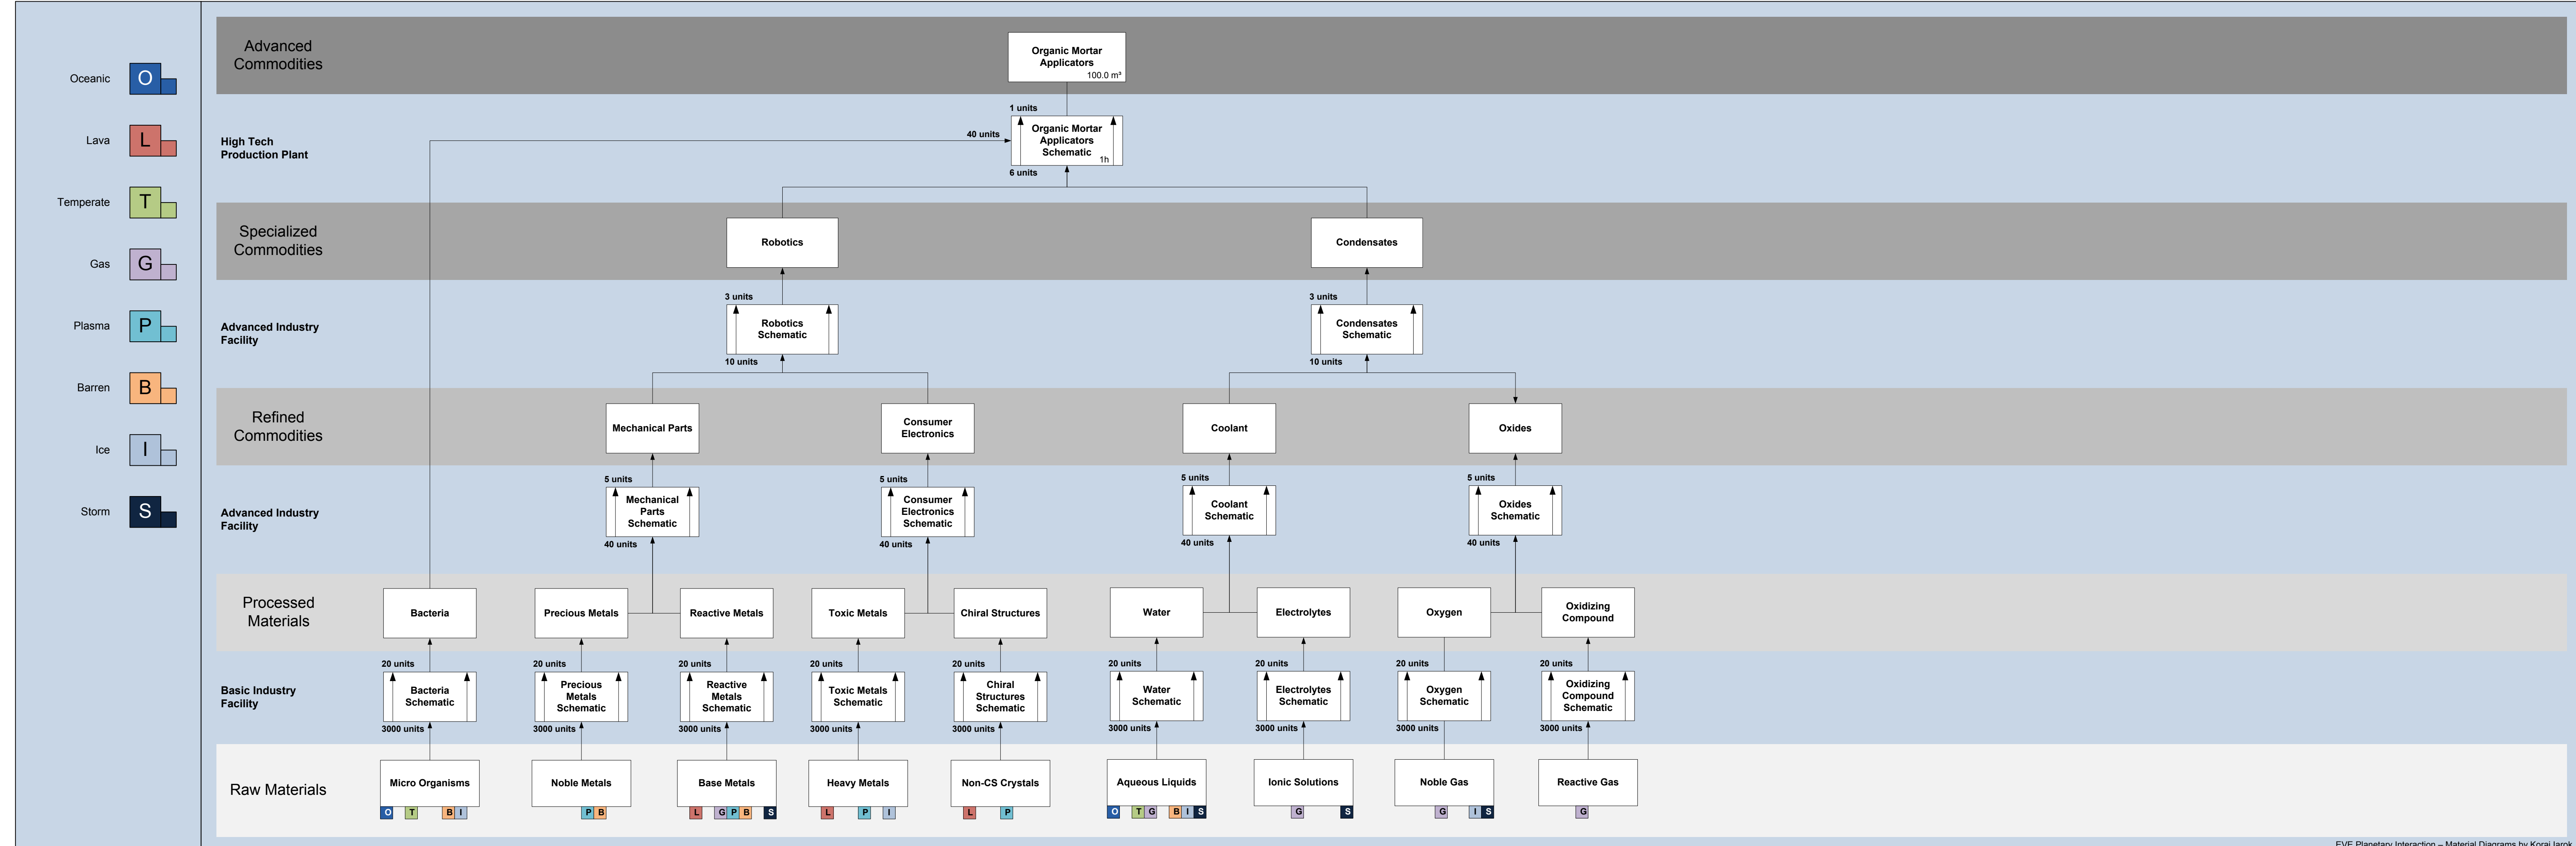 Oceanic
O
Lava
L
Temperate
T
Gas
G
Plasma
P
Barren
B
Ice
I
Storm
S
Advanced
Commodities
Organic Mortar
Applicators
100.0 m³
High Tech
Production Plant
1 units
40 units
Organic Mortar
Applicators
Schematic
1h
6 units
Specialized
Commodities
Robotics
Condensates
Advanced Industry
Facility
3 units
Robotics
Schematic
10 units
3 units
Condensates
Schematic
10 units
Refined
Commodities
Mechanical Parts
Consumer
Electronics
Coolant
Oxides
Advanced Industry
Facility
5 units
Mechanical
Parts
Schematic
40 units
5 units
Consumer
Electronics
Schematic
40 units
5 units
Coolant
Schematic
40 units
5 units
Oxides
Schematic
40 units
Processed
Materials
Bacteria
Precious Metals
Reactive Metals
Toxic Metals
Chiral Structures
Water
Electrolytes
Oxygen
Oxidizing
Compound
Basic Industry
Facility
20 units
Bacteria
Schematic
3000 units
20 units
Precious
Metals
Schematic
3000 units
20 units
Reactive
Metals
Schematic
3000 units
20 units
Toxic Metals
Schematic
3000 units
20 units
Chiral
Structures
Schematic
3000 units
20 units
Water
Schematic
3000 units
20 units
Electrolytes
Schematic
3000 units
20 units
Oxygen
Schematic
3000 units
20 units
Oxidizing
Compound
Schematic
3000 units
Raw Materials
Micro Organisms
O T B I
Noble Metals
P B
Base Metals
L G P B S
Heavy Metals
L P I
Non-CS Crystals
L P
Aqueous Liquids
O T G B I S
Ionic Solutions
G S
Noble Gas
G I S
Reactive Gas
G
EVE Planetary Interaction – Material Diagrams by Korai Jarok